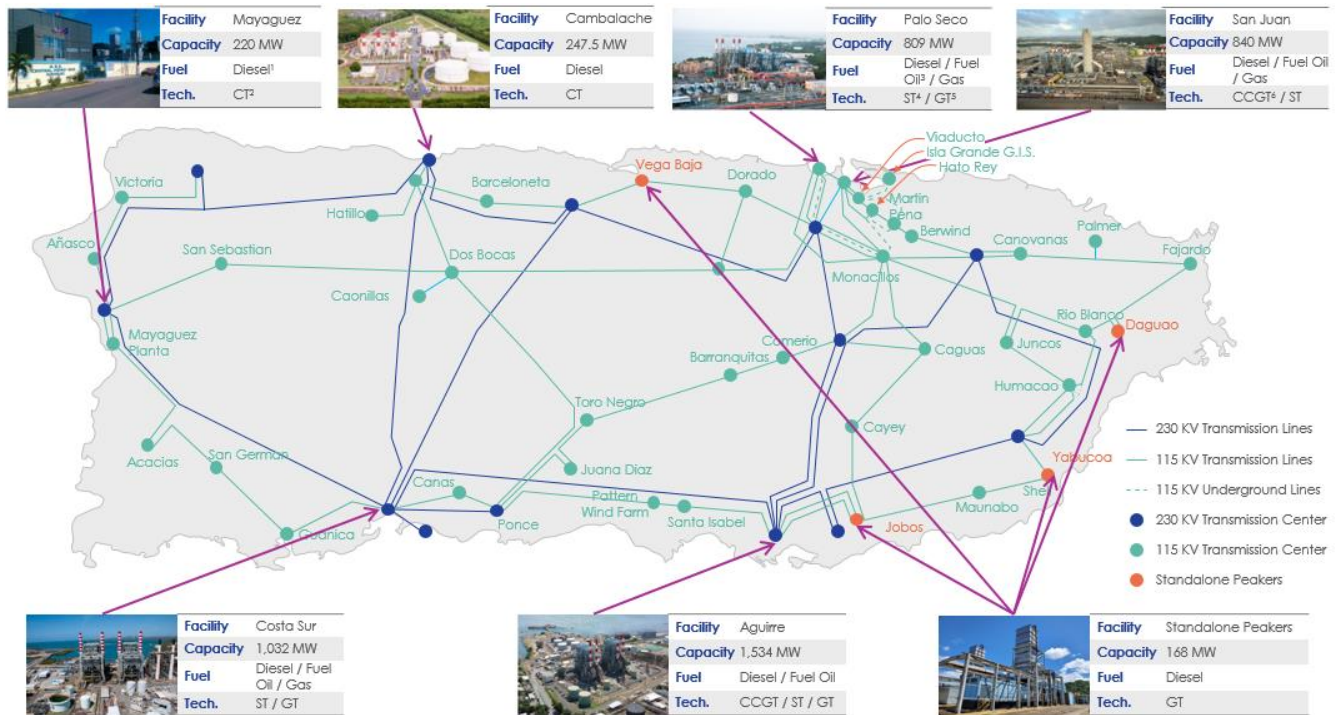 Facility Mayaguez
Capacity 220 MW
Fuel Diesel¹
Tech. CT²
Facility Cambalache
Capacity 247.5 MW
Fuel Diesel
Tech. CT
Facility Palo Seco
Capacity 809 MW
Fuel Diesel / Fuel
Oil³ / Gas
Tech. ST⁴ / GT⁵
Facility San Juan
Capacity 840 MW
Fuel Diesel / Fuel Oil
/ Gas
Tech. CCGT⁶ / ST
Viaducto
Isla Grande G.I.S.
Hato Rey
Vega Baja
Victoria
Barceloneta
Dorado
Hatillo
Martin
Péna
Berwind
Palmer
Añasco
San Sebastian
Dos Bocas
Canovanas
Fajardo
Monacillos
Caonillas
Mayaguez
Planta
Comerio
Rio Blanco
Daguao
Barranquitas
Caguas
Juncos
Humacao
Toro Negro
Cayey
Acacias
San German
Juana Diaz
Yabucoa
Canas
Pattern
Wind Farm
Santa Isabel
Shell
Maunabo
Guanica
Ponce
Jobos
230 KV Transmission Lines
115 KV Transmission Lines
115 KV Underground Lines
230 KV Transmission Center
115 KV Transmission Center
Standalone Peakers
Facility Costa Sur
Capacity 1,032 MW
Fuel Diesel / Fuel
Oil / Gas
Tech. ST / GT
Facility Aguirre
Capacity 1,534 MW
Fuel Diesel / Fuel Oil
Tech. CCGT / ST / GT
Facility Standalone Peakers
Capacity 168 MW
Fuel Diesel
Tech. GT